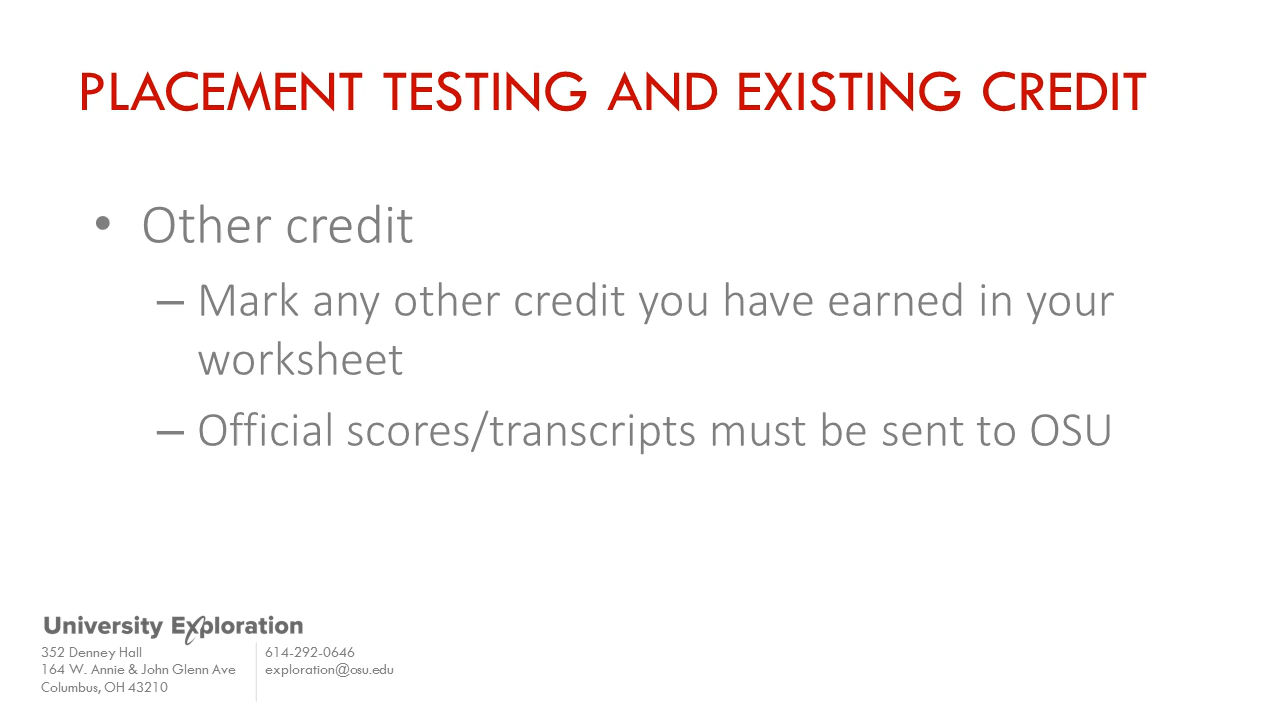 PLACEMENT TESTING AND EXISTING CREDIT
• Other credit
– Mark any other credit you have earned in your
worksheet
– Official scores/transcripts must be sent to OSU
University Exploration
352 Denney Hall
164 W. Annie & John Glenn Ave
Columbus, OH 43210
614-292-0646
exploration@osu.edu